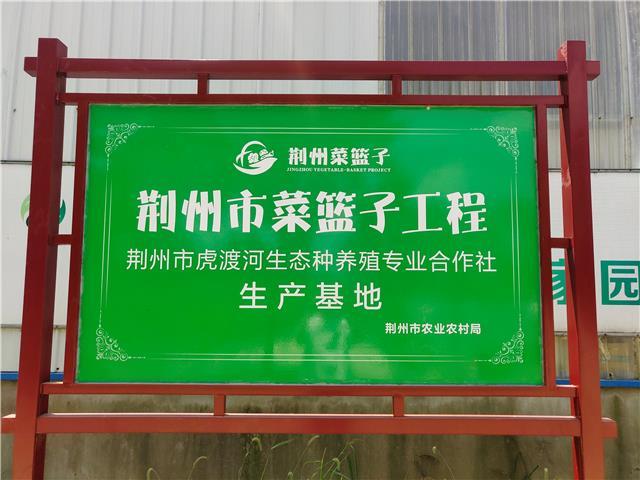 荆州菜篮子
JINGZHOU VEGETABLE-BASKET PROJECT
荆州市菜篮子工程
荆州市虎渡河生态种养殖专业合作社
生产基地
荆州市农业农村局
家园